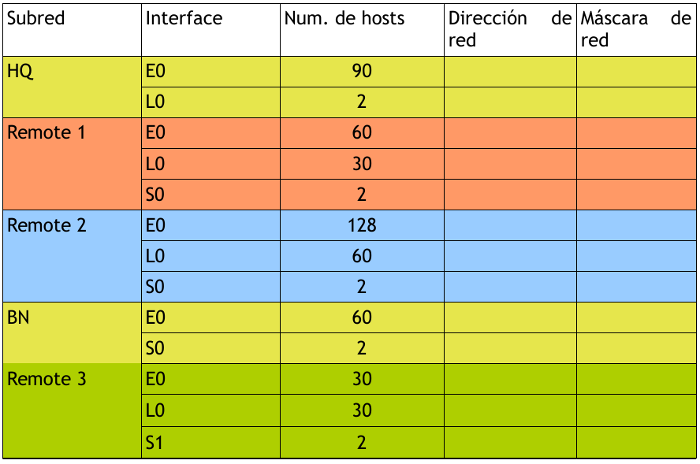 Subred Interface Num. de hosts Dirección de red Máscara de red
HQ E0 90
L0 2
Remote 1 E0 60
L0 30
S0 2
Remote 2 E0 128
L0 60
S0 2
BN E0 60
S0 2
Remote 3 E0 30
L0 30
S1 2